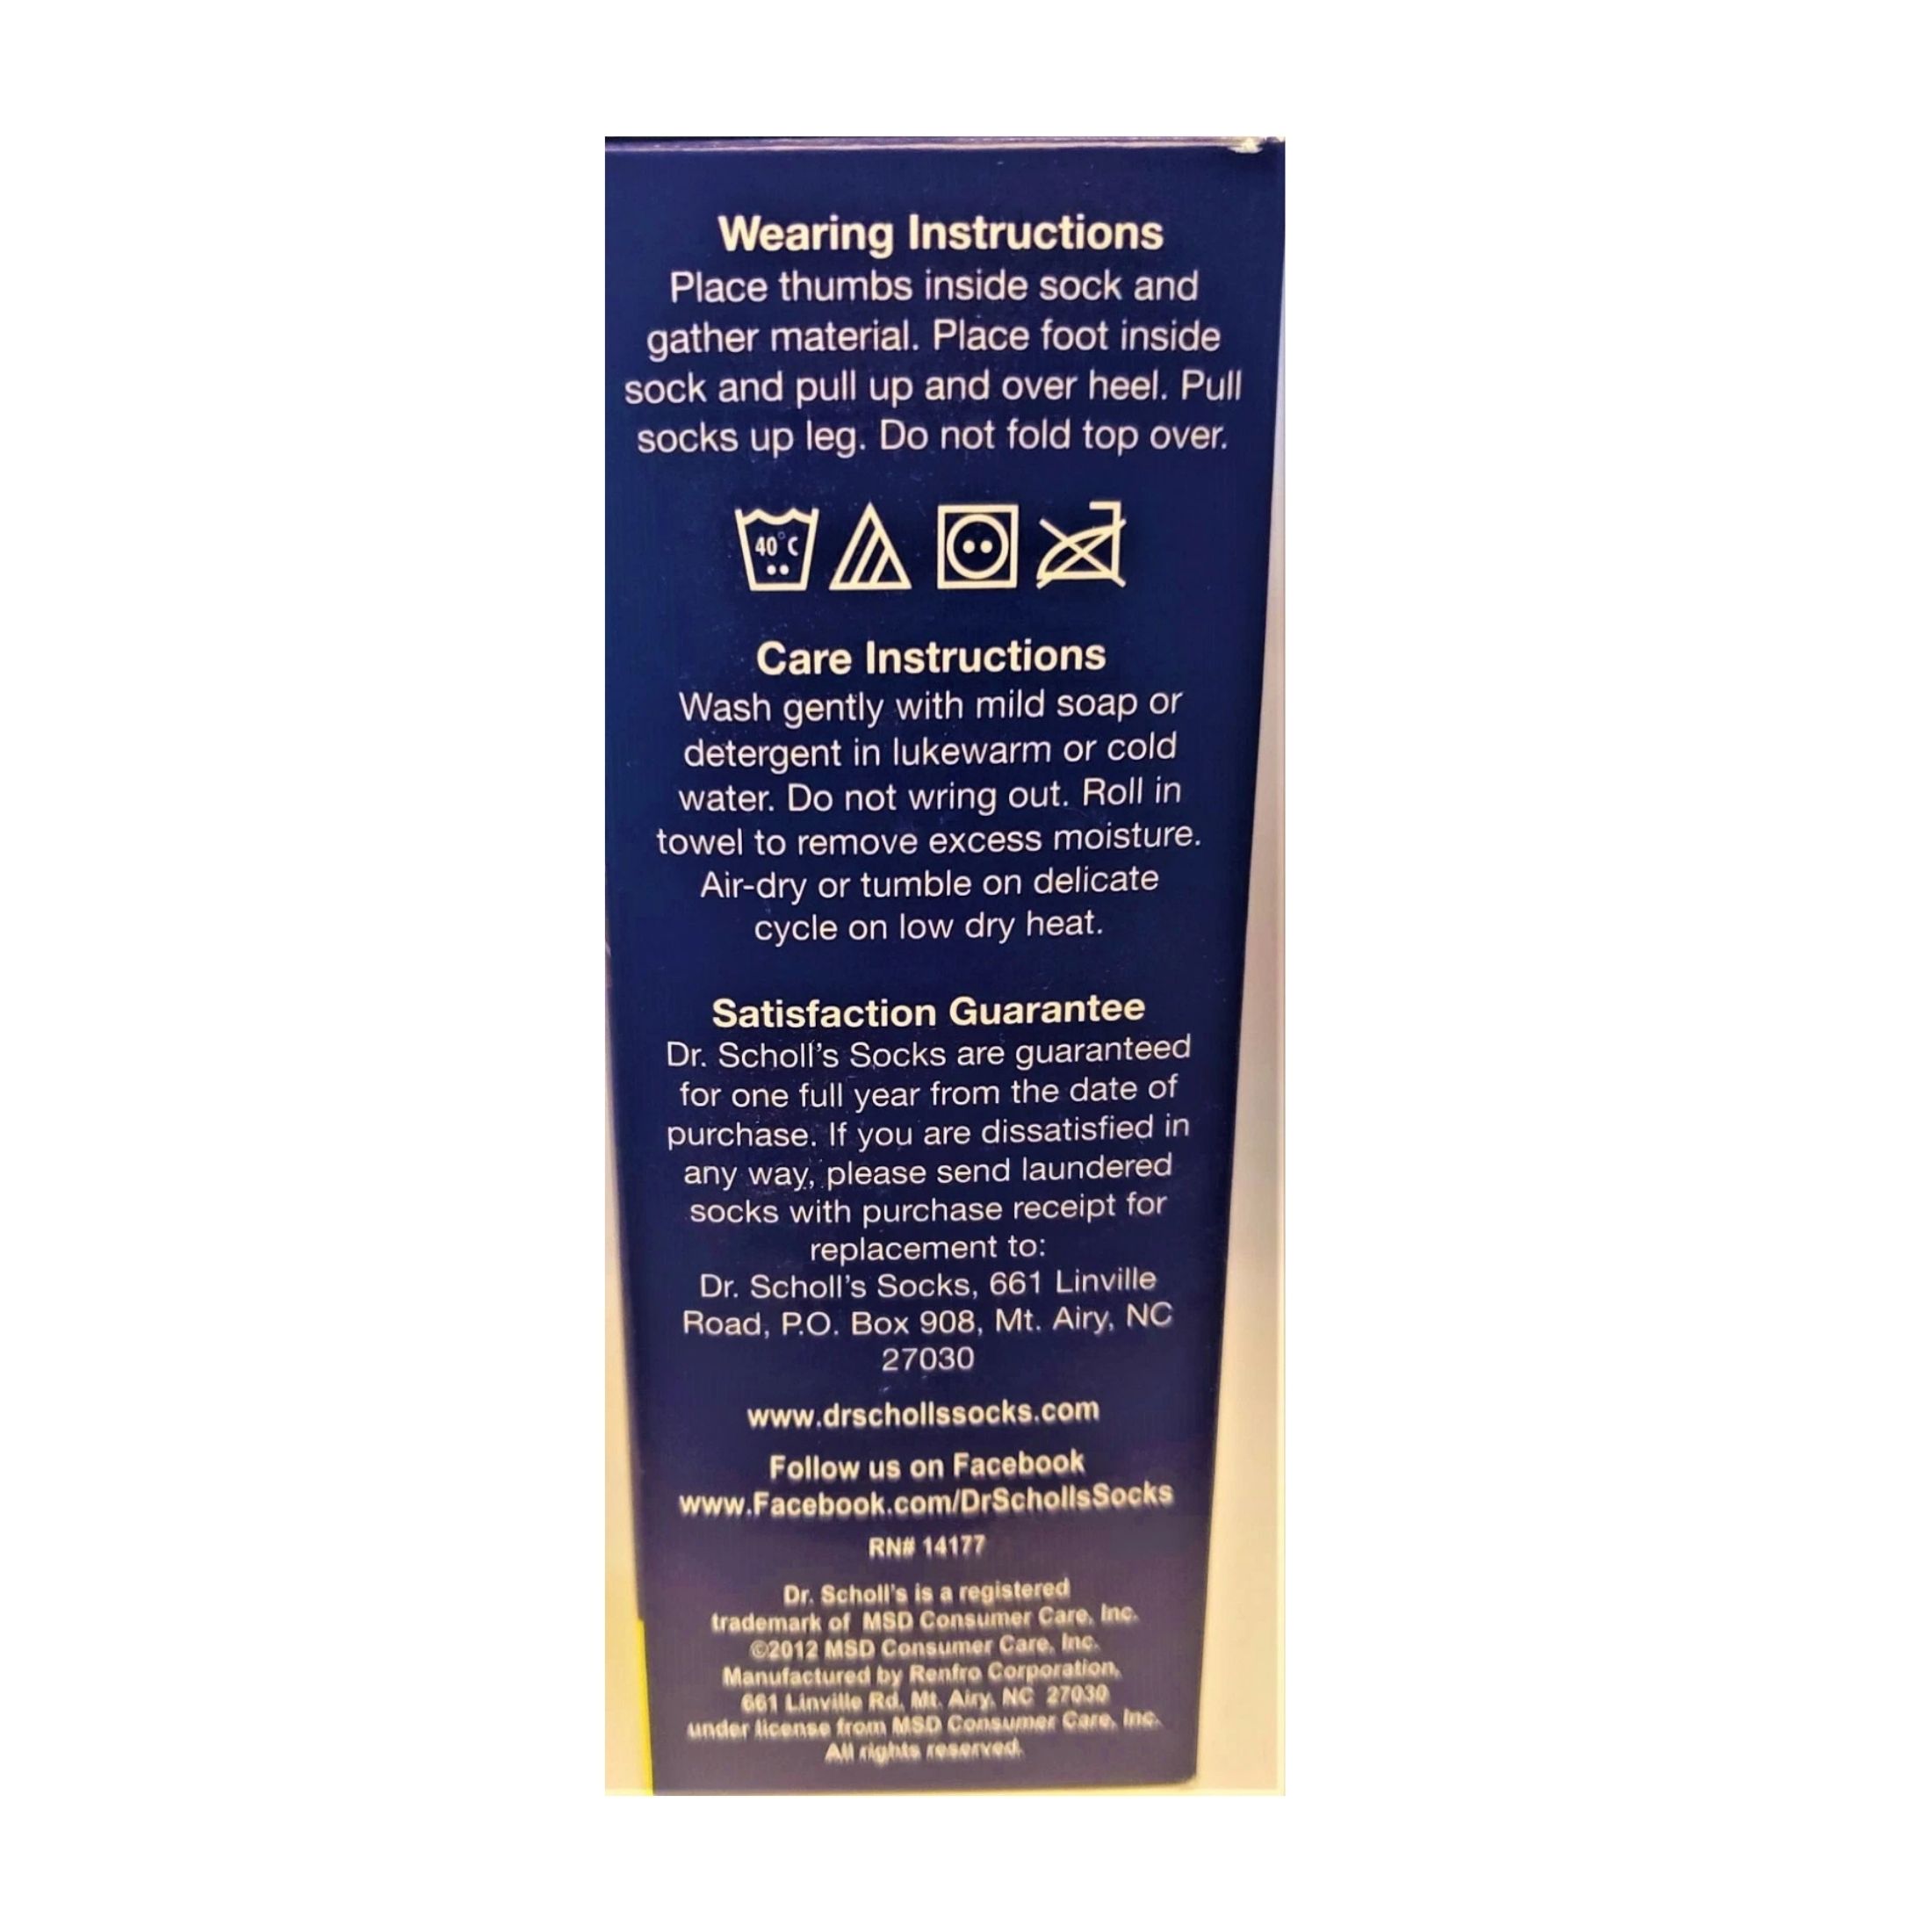 Wearing Instructions
Place thumbs inside sock and
gather material. Place foot inside
sock and pull up and over heel. Pull
socks up leg. Do not fold top over.
40°C
Care Instructions
Wash gently with mild soap or
detergent in lukewarm or cold
water. Do not wring out. Roll in
towel to remove excess moisture.
Air-dry or tumble on delicate
cycle on low dry heat.
Satisfaction Guarantee
Dr. Scholl's Socks are guaranteed
for one full year from the date of
purchase. If you are dissatisfied in
any way, please send laundered
socks with purchase receipt for
replacement to:
Dr. Scholl's Socks, 661 Linville
Road, P.O. Box 908, Mt. Airy, NC
27030
www.drschollssocks.com
Follow us on Facebook
www.Facebook.com/DrSchollsSocks
RN# 14177
Dr. Scholl's is a registered
trademark of MSD Consumer Care, Inc.
©2012 MSD Consumer Care, Inc.
Manufactured by Renfro Corporation,
661 Linville Rd. Mt. Airy, NC 27030
under license from MSD Consumer Care, Inc.
All rights reserved.